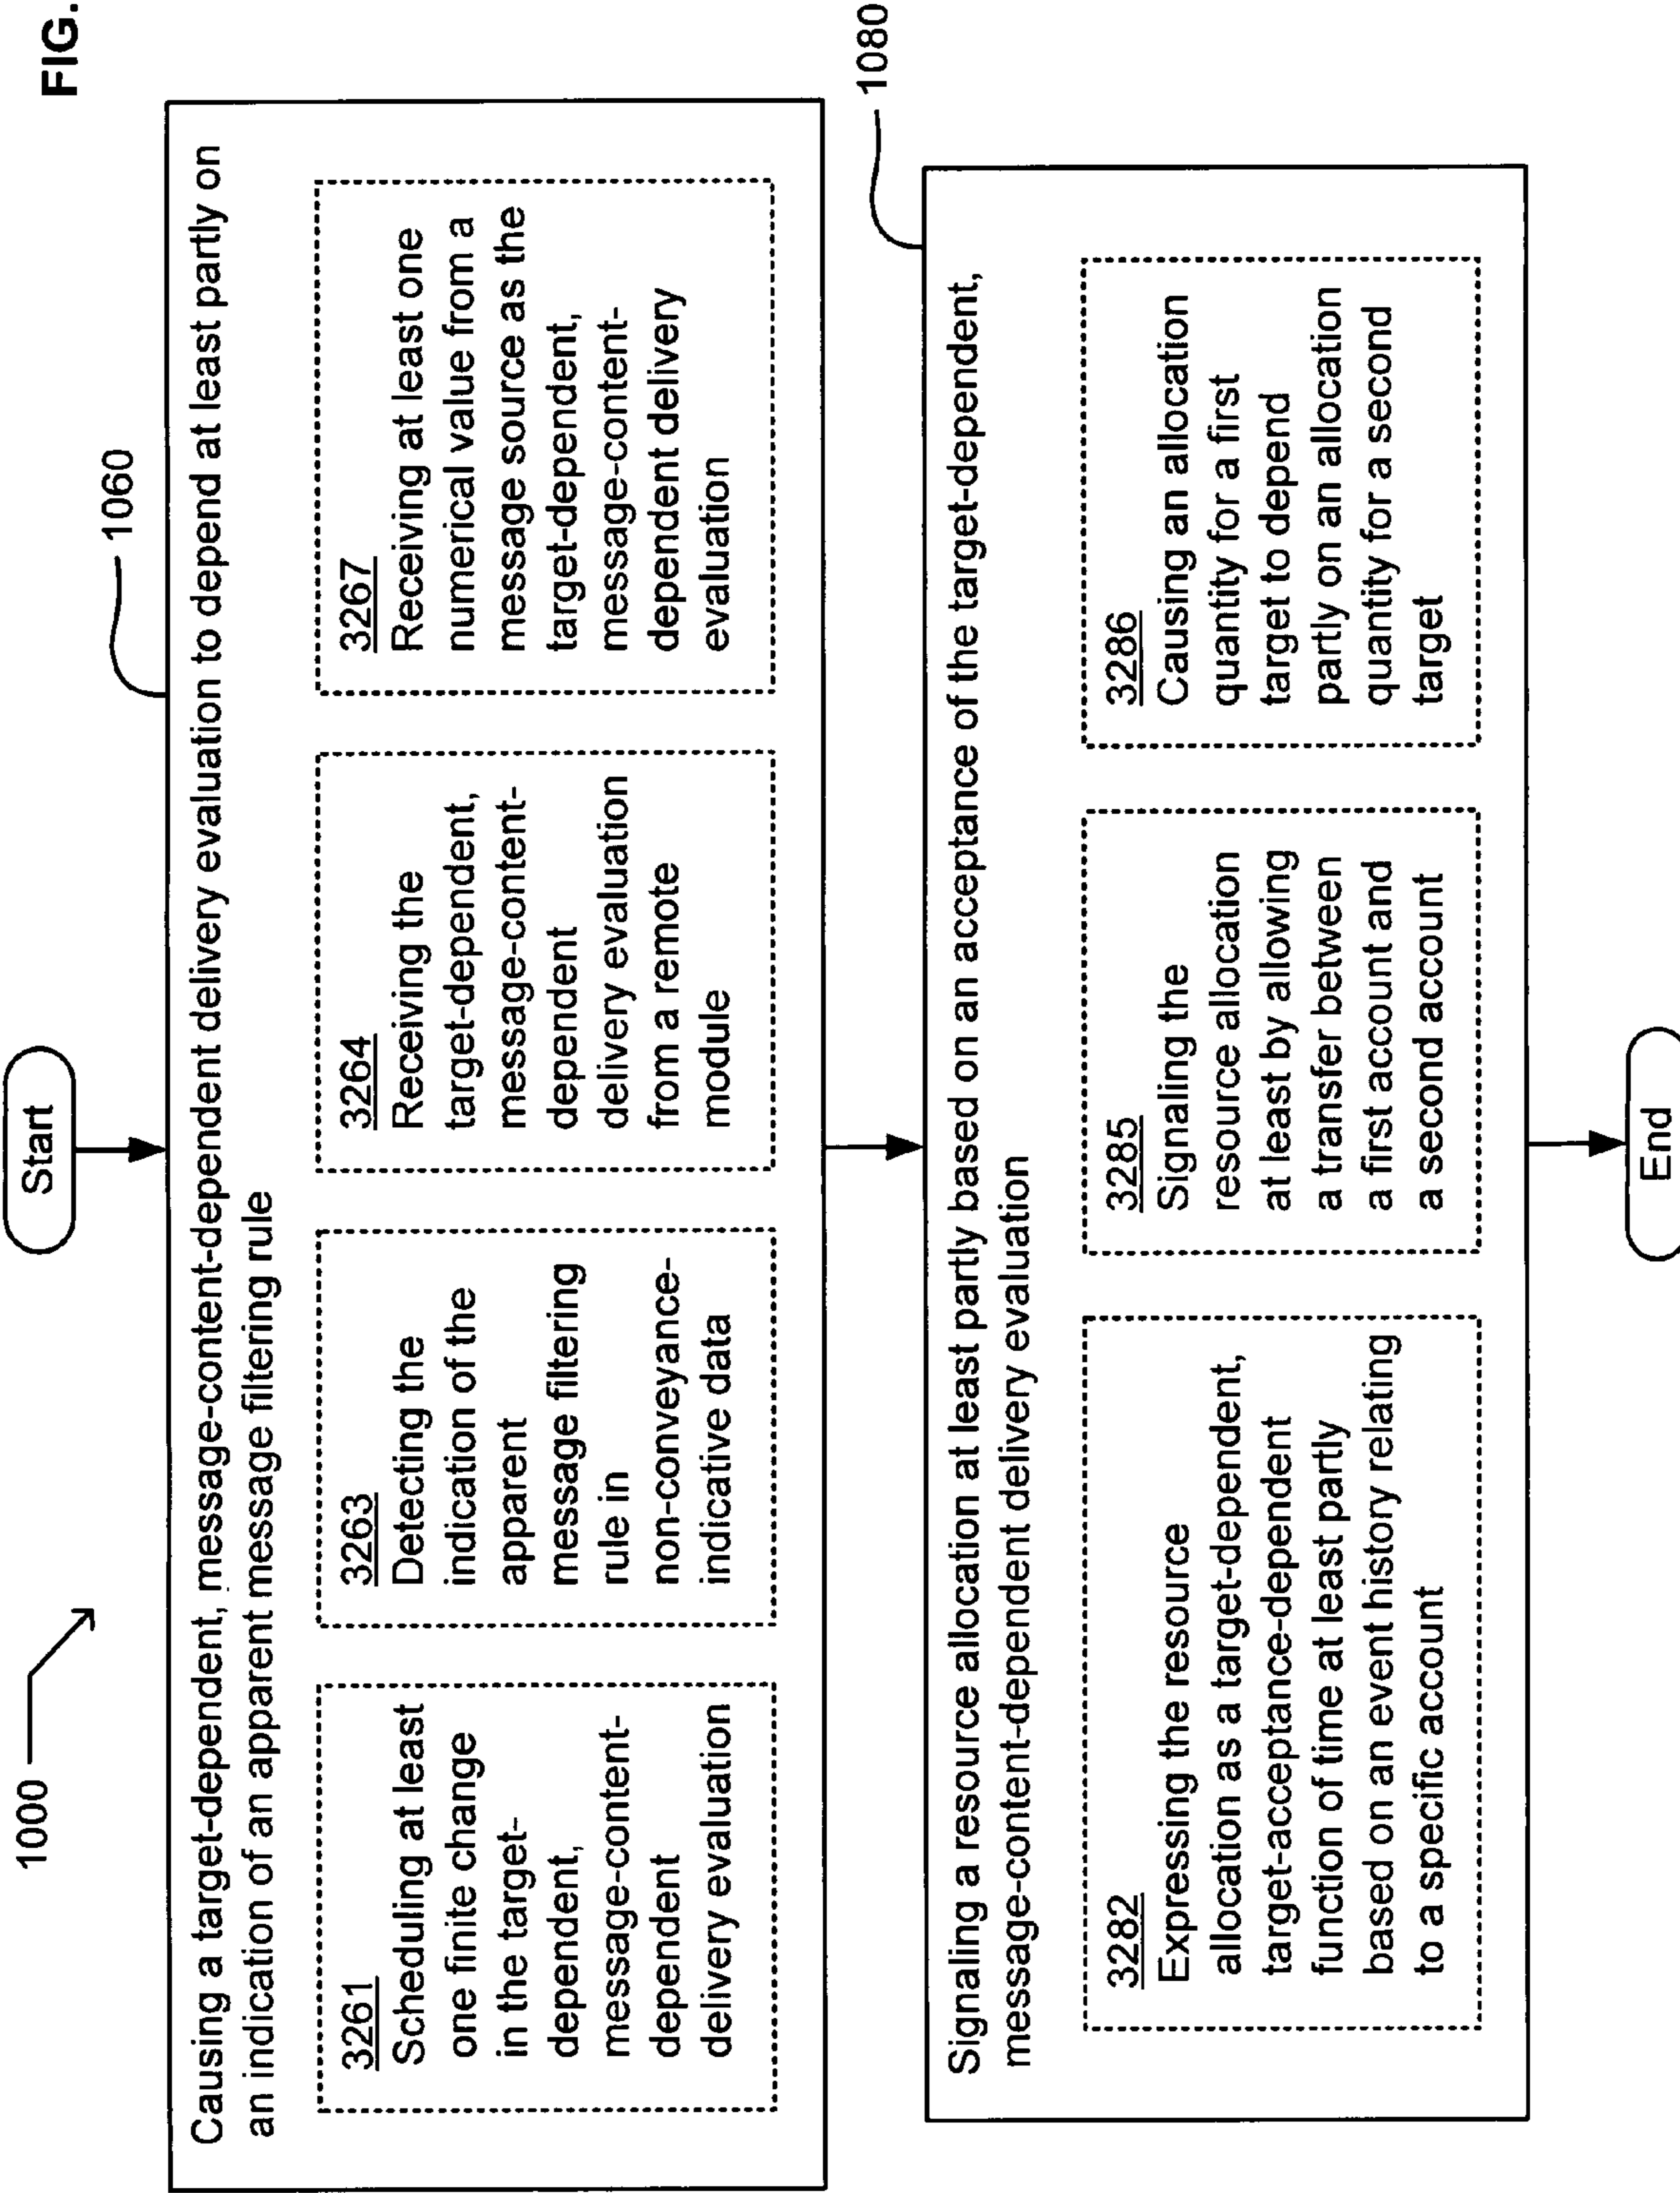 FIG.
1000
Start
1060
Causing a target-dependent, message-content-dependent delivery evaluation to depend at least partly on
an indication of an apparent message filtering rule
3261
Scheduling at least
one finite change
in the target-
dependent,
message-content-
dependent
delivery evaluation
3263
Detecting the
indication of the
apparent
message filtering
rule in
non-conveyance-
indicative data
3264
Receiving the
target-dependent,
message-content-
dependent
delivery evaluation
from a remote
module
3267
Receiving at least one
numerical value from a
message source as the
target-dependent,
message-content-
dependent delivery
evaluation
1080
Signaling a resource allocation at least partly based on an acceptance of the target-dependent,
message-content-dependent delivery evaluation
3282
Expressing the resource
allocation as a target-dependent,
target-acceptance-dependent
function of time at least partly
based on an event history relating
to a specific account
3285
Signaling the
resource allocation
at least by allowing
a transfer between
a first account and
a second account
3286
Causing an allocation
quantity for a first
target to depend
partly on an allocation
quantity for a second
target
End